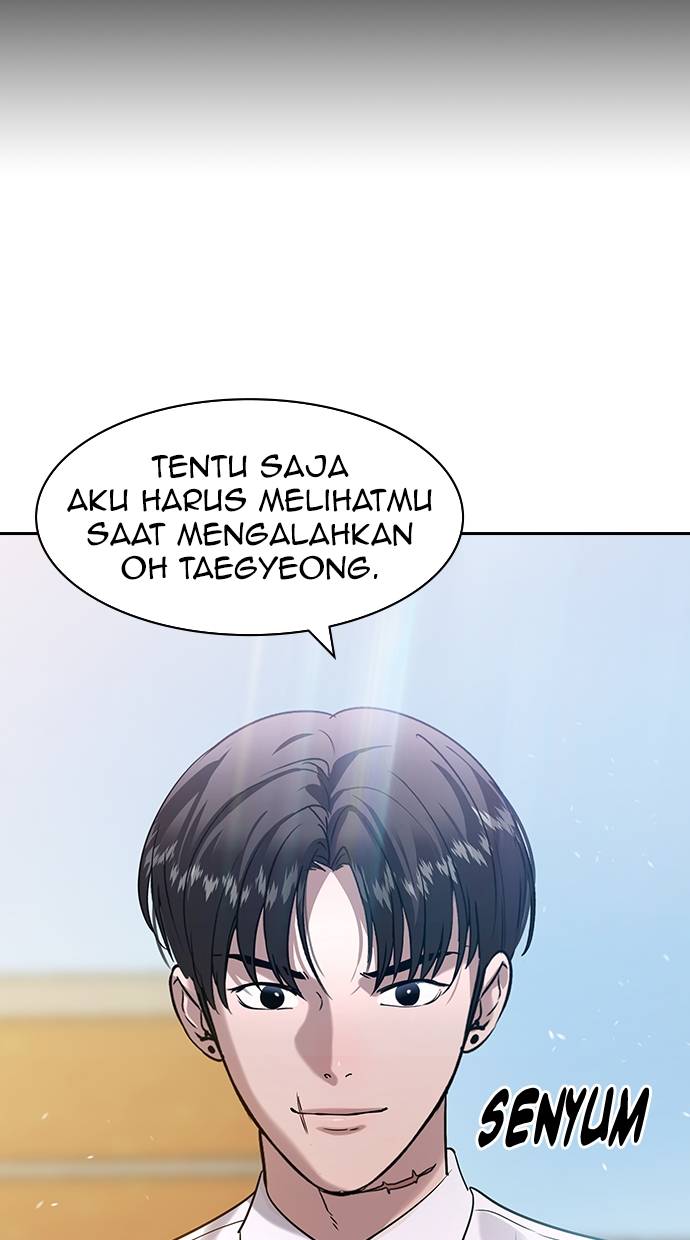 TENTU SAJA
AKU HARUS MELIHATMU
SAAT MENGALAHKAN
OH TAEGYEONG.
SENYUM